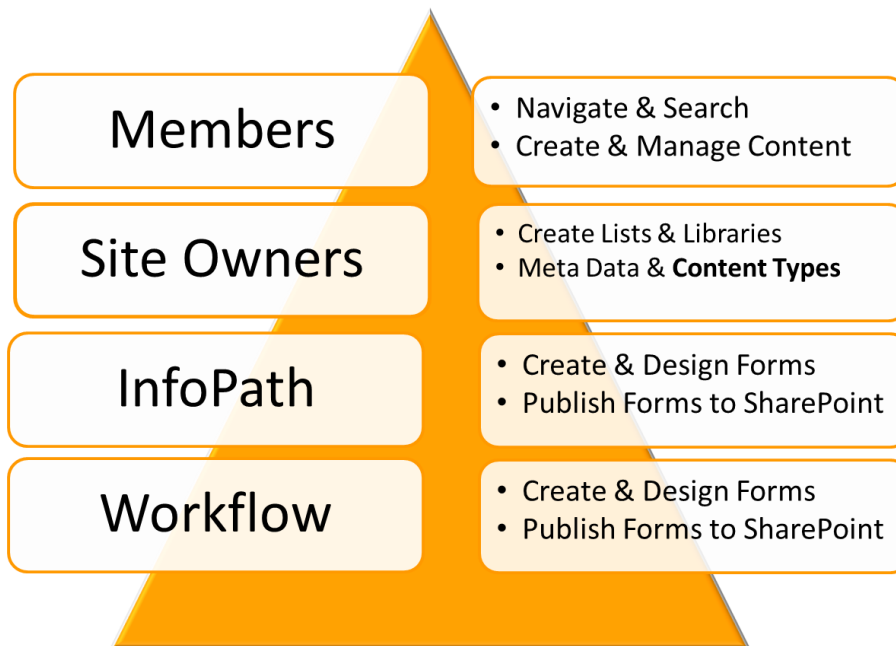 Members
• Navigate & Search
• Create & Manage Content
Site Owners
• Create Lists & Libraries
• Meta Data & Content Types
InfoPath
• Create & Design Forms
• Publish Forms to SharePoint
Workflow
• Create & Design Forms
• Publish Forms to SharePoint